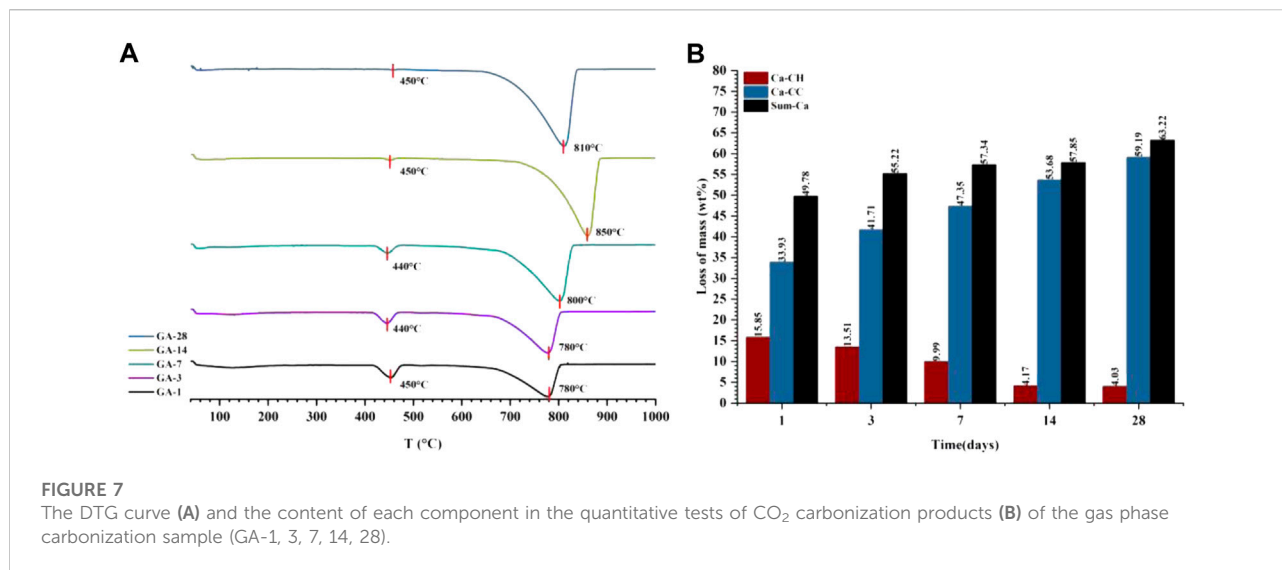 A
450°C
810°C
450°C
850°C
440°C
800°C
440°C
780°C
450°C
780°C
GA-28
GA-14
GA-7
GA-3
GA-1
100 200 300 400 500 600 700 800 900 1000
T (°C)
B
Ca-CH
Ca-CC
Sum-Ca
80
75
70
65
60
55
50
45
40
35
30
25
20
15
10
5
0
Loss of mass (wt%)
15.85 33.93 49.78
13.51 41.71 55.22
9.99 47.35 57.34
4.17 53.68 57.85
4.03 59.19 63.22
1 3 7 14 28
Time(days)
FIGURE 7
The DTG curve (A) and the content of each component in the quantitative tests of CO₂ carbonization products (B) of the gas phase
carbonization sample (GA-1, 3, 7, 14, 28).